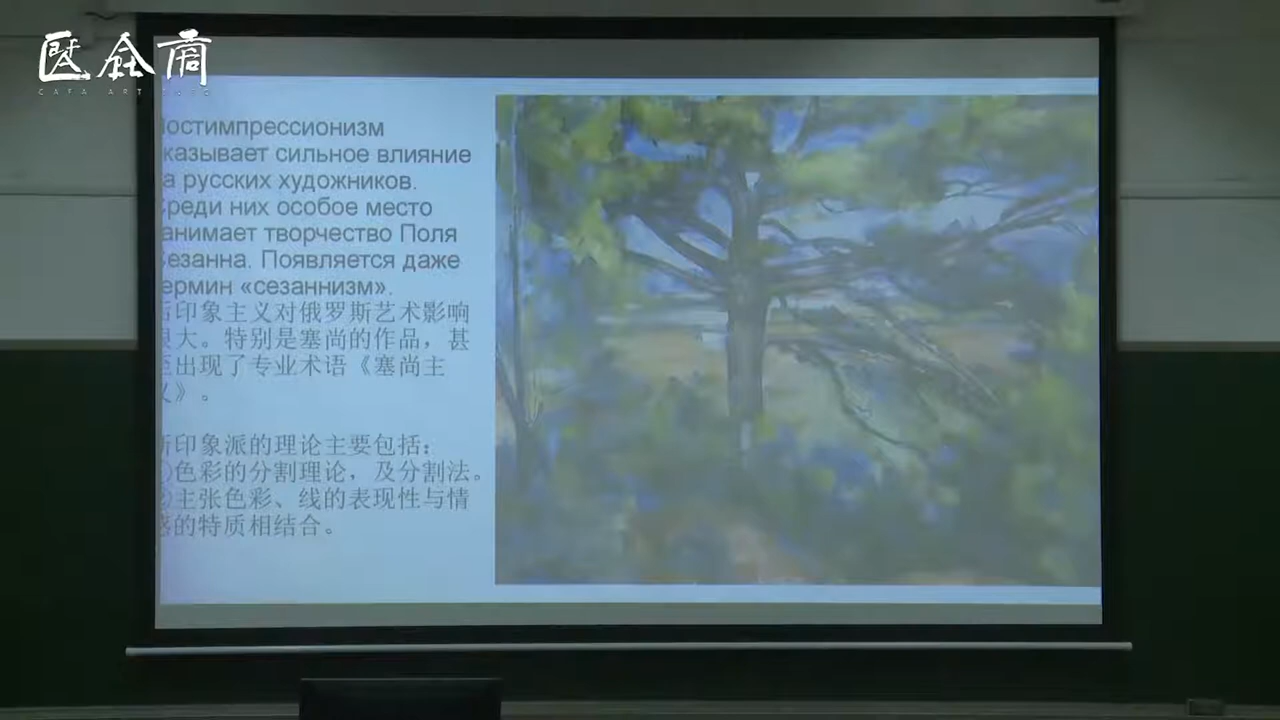 CAFA ART INFO
остимпрессионизм
казывает сильное влияние
а русских художников.
реди них особое место
анимает творчество Поля
езанна. Появляется даже
ермин «сезаннизм».
后印象主义对俄罗斯艺术影响
很大。特别是塞尚的作品，甚
至出现了专业术语《塞尚主
义》。
新印象派的理论主要包括：
色彩的分割理论，及分割法。
主张色彩、线的表现性与情
感的特质相结合。